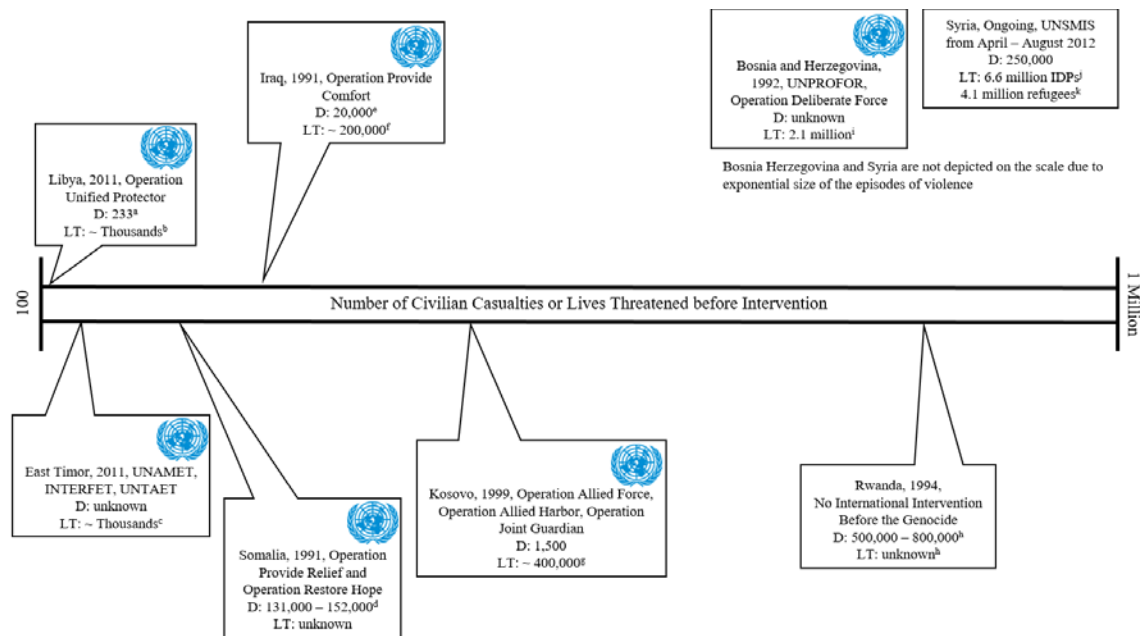 Iraq, 1991, Operation Provide
Comfort
D: 20,000ᵉ
LT: ~ 200,000ᶠ
Bosnia and Herzegovina,
1992, UNPROFOR,
Operation Deliberate Force
D: unknown
LT: 2.1 millionⁱ
Syria, Ongoing, UNSMIS
from April – August 2012
D: 250,000
LT: 6.6 million IDPsʲ
4.1 million refugeesᵏ
Bosnia Herzegovina and Syria are not depicted on the scale due to
exponential size of the episodes of violence
Libya, 2011, Operation
Unified Protector
D: 233ᵃ
LT: ~ Thousandsᵇ
100
Number of Civilian Casualties or Lives Threatened before Intervention
1 Million
East Timor, 2011, UNAMET,
INTERFET, UNTAET
D: unknown
LT: ~ Thousandsᶜ
Somalia, 1991, Operation
Provide Relief and
Operation Restore Hope
D: 131,000 – 152,000ᵈ
LT: unknown
Kosovo, 1999, Operation Allied Force,
Operation Allied Harbor, Operation
Joint Guardian
D: 1,500
LT: ~ 400,000ᵍ
Rwanda, 1994,
No International Intervention
Before the Genocide
D: 500,000 – 800,000ʰ
LT: unknownʰ